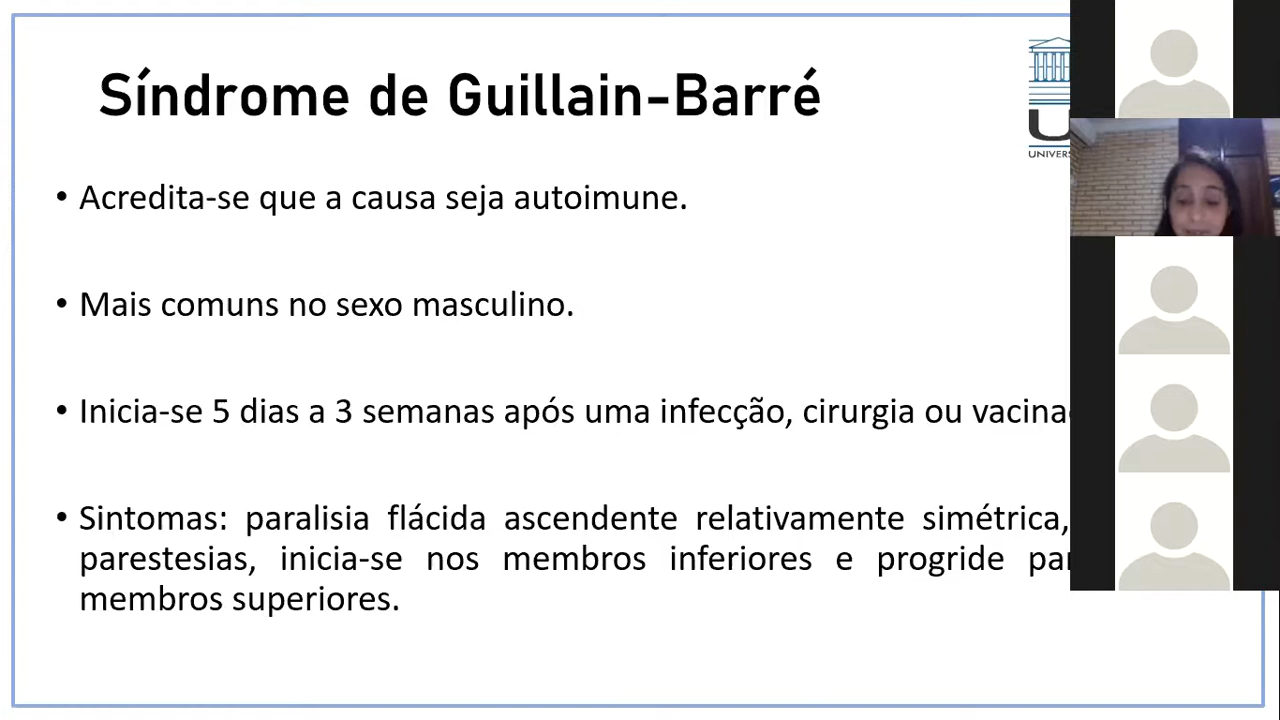 Síndrome de Guillain-Barré
• Acredita-se que a causa seja autoimune.
• Mais comuns no sexo masculino.
• Inicia-se 5 dias a 3 semanas após uma infecção, cirurgia ou
• Sintomas: paralisia flácida ascendente relativamente simétrica,
parestesias, inicia-se nos membros inferiores e progride
membros superiores.